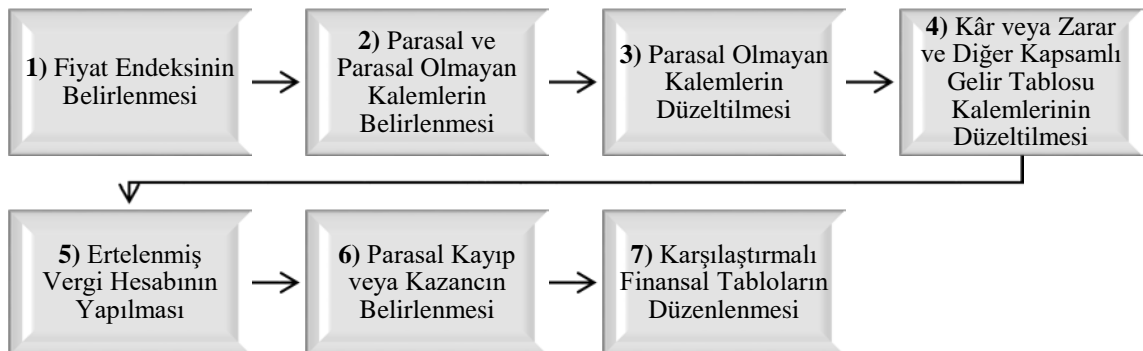 1) Fiyat Endeksinin
Belirlenmesi
2) Parasal ve
Parasal Olmayan
Kalemlerin
Belirlenmesi
3) Parasal Olmayan
Kalemlerin
Düzeltilmesi
4) Kâr veya Zarar
ve Diğer Kapsamlı
Gelir Tablosu
Kalemlerinin
Düzeltilmesi
5) Ertelenmiş
Vergi Hesabının
Yapılması
6) Parasal Kayıp
veya Kazancın
Belirlenmesi
7) Karşılaştırmalı
Finansal Tabloların
Düzenlenmesi